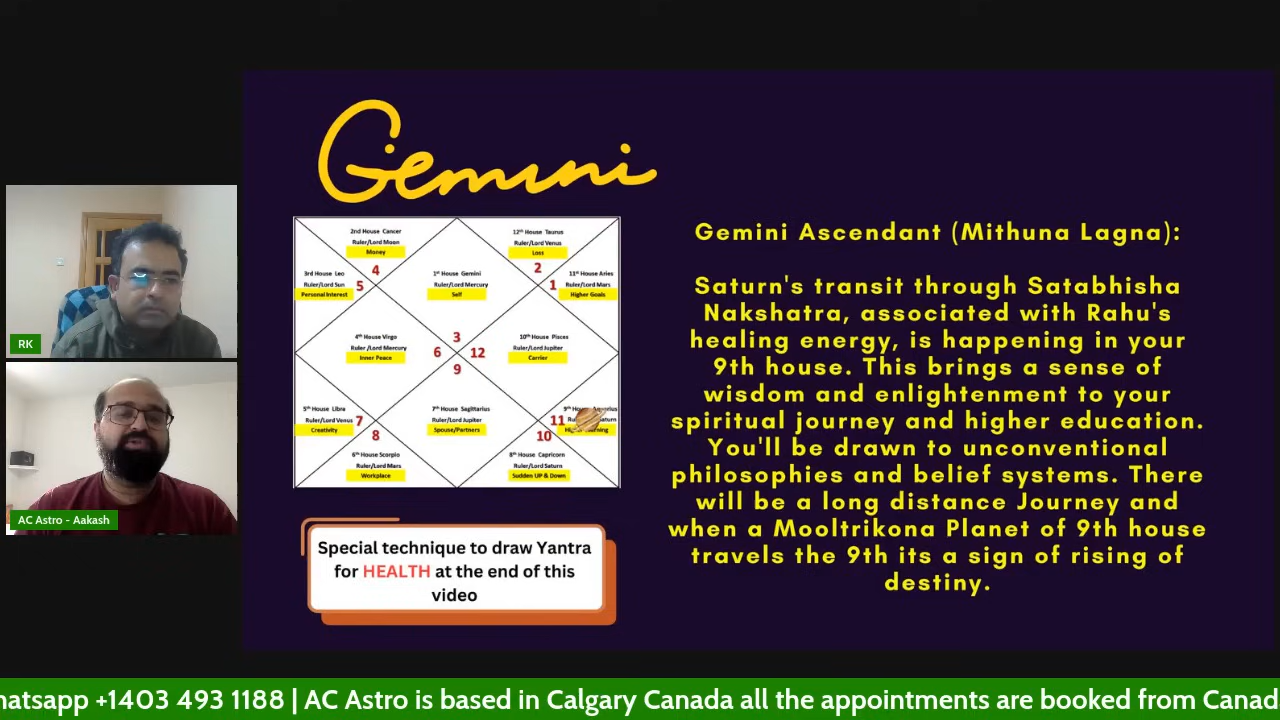 Gemini
2nd House Cancer
Ruler/Lord Moon
Money
12th House Taurus
Ruler/Lord Venus
Loss
4
2
3rd House Leo
Ruler/Lord Sun
Personal Interest
5
1st House Gemini
Ruler/Lord Mercury
Self
1
11th House Aries
Ruler/Lord Mars
Higher Goals
4th House Virgo
Ruler /Lord Mercury
Inner Peace
3
6 12
9
10th House Pisces
Ruler/Lord Jupiter
Carrier
5th House Libra
Ruler/Lord Venus
Creativity
7
7th House Sagittarius
Ruler/Lord Jupiter
Spouse/Partners
11
9th
8
10
6th House Scorpio
Ruler/Lord Mars
Workplace
8th House Capricorn
Ruler/Lord Saturn
Sudden UP & Down
Special technique to draw Yantra
for HEALTH at the end of this
video
Gemini Ascendant (Mithuna Lagna):
Saturn's transit through Satabhisha
Nakshatra, associated with Rahu's
healing energy, is happening in your
9th house. This brings a sense of
wisdom and enlightenment to your
spiritual journey and higher education.
You'll be drawn to unconventional
philosophies and belief systems. There
will be a long distance Journey and
when a Mooltrikona Planet of 9th house
travels the 9th its a sign of rising of
destiny.
RK
AC Astro - Aakash
+1403 493 1188 | AC Astro is based in Calgary Canada all the appointments are booked from